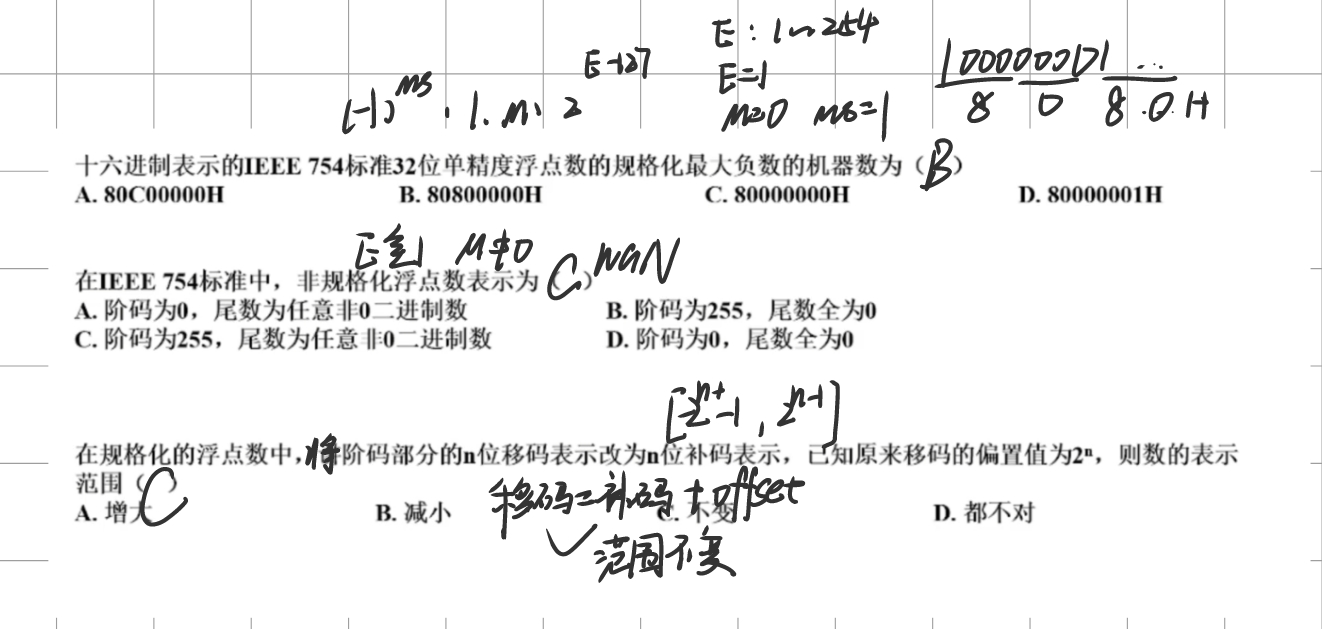 E : 1~254
E-127 E=1 10000000 1 ...
(-1)^ms · 1.M · 2 M=0 ms=1 8 0 8 .0 H
十六进制表示的IEEE 754标准32位单精度浮点数的规格化最大负数的机器数为（B）
A. 80C00000H B. 80800000H C. 80000000H D. 80000001H
E全1 M≠0 NaN
在IEEE 754标准中，非规格化浮点数表示为（C）
A. 阶码为0，尾数为任意非0二进制数 B. 阶码为255，尾数全为0
C. 阶码为255，尾数为任意非0二进制数 D. 阶码为0，尾数全为0
在规格化的浮点数中，将阶码部分的n位移码表示改为n位补码表示，已知原来移码的偏置值为2ⁿ，则数的表示
范围（C）
移码=补码+offset
A. 增大 B. 减小 C. 不变 D. 都不对
范围不变